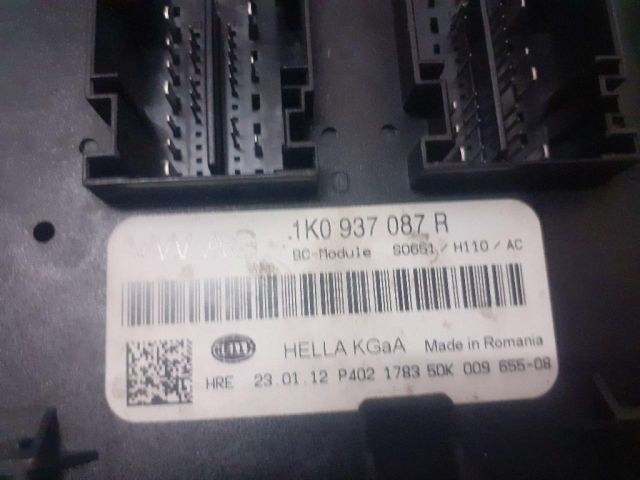 W AG 1K0 937 087 R
BC-Module S0651 / H110 / AC
HELLA
HELLA KGaA Made in Romania
HRE 23.01.12 P402 1783 5DK 009 655-08